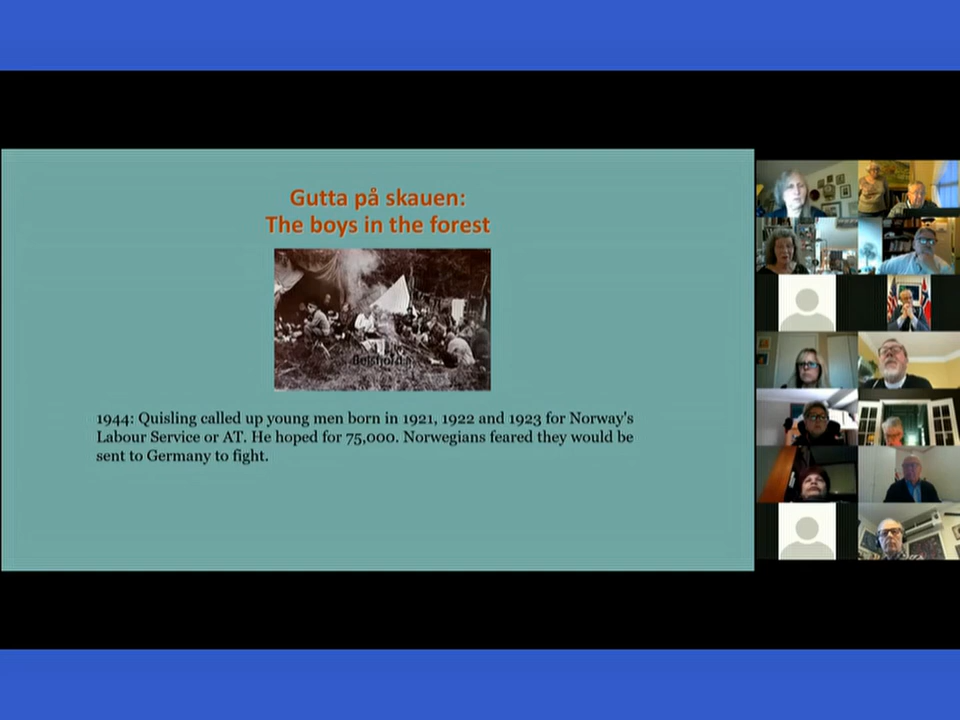 Gutta på skauen:
The boys in the forest
1944: Quisling called up young men born in 1921, 1922 and 1923 for Norway's
Labour Service or AT. He hoped for 75,000. Norwegians feared they would be
sent to Germany to fight.